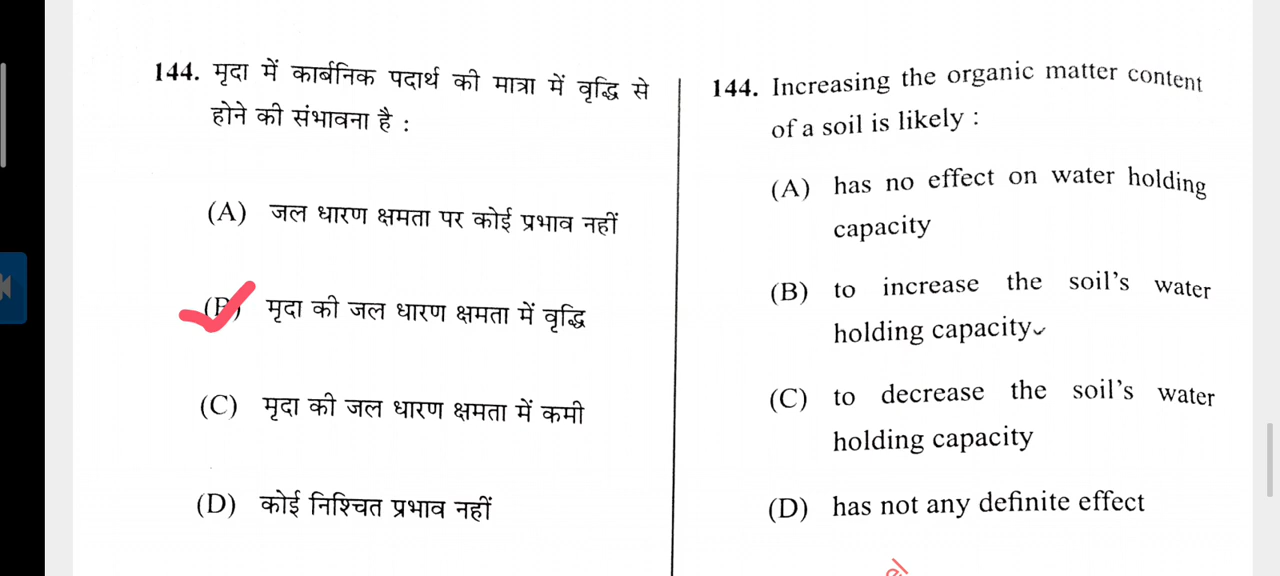 144. मृदा में कार्बनिक पदार्थ की मात्रा में वृद्धि से
होने की संभावना है :
(A) जल धारण क्षमता पर कोई प्रभाव नहीं
(B) मृदा की जल धारण क्षमता में वृद्धि
(C) मृदा की जल धारण क्षमता में कमी
(D) कोई निश्चित प्रभाव नहीं
144. Increasing the organic matter content
of a soil is likely :
(A) has no effect on water holding
capacity
(B) to increase the soil's water
holding capacity
(C) to decrease the soil's water
holding capacity
(D) has not any definite effect